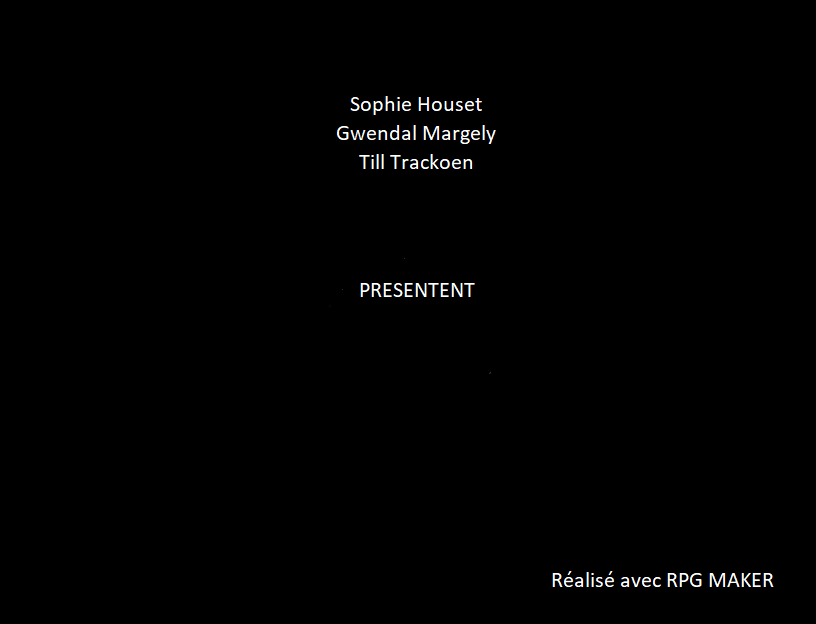 Sophie Houset
Gwendal Margely
Till Trackoen
PRESENTENT
Réalisé avec RPG MAKER